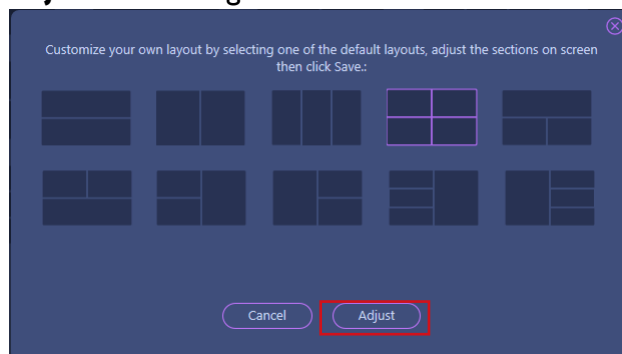 Customize your own layout by selecting one of the default layouts, adjust the sections on screen
then click Save.:
Cancel
Adjust